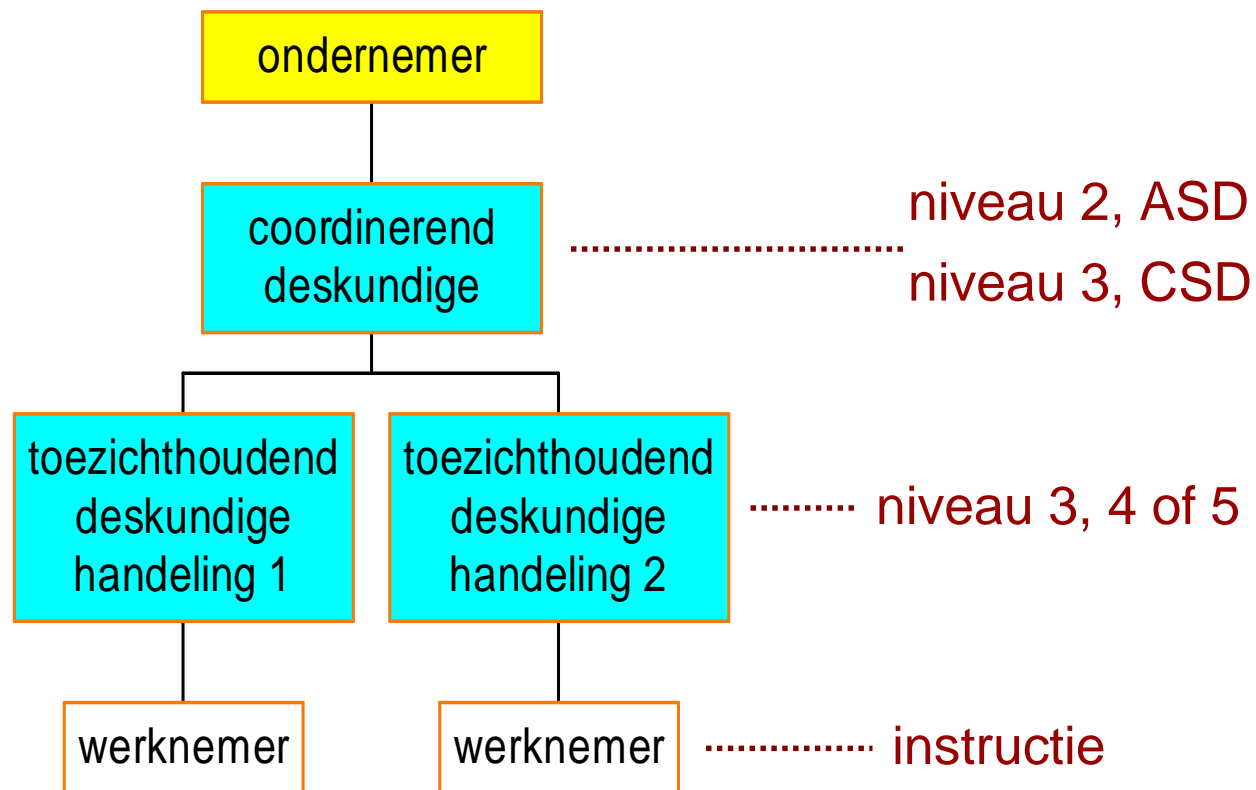 ondernemer
coordinerend
deskundige
niveau 2, ASD
niveau 3, CSD
toezichthoudend
deskundige
handeling 1
toezichthoudend
deskundige
handeling 2
niveau 3, 4 of 5
werknemer
werknemer
instructie